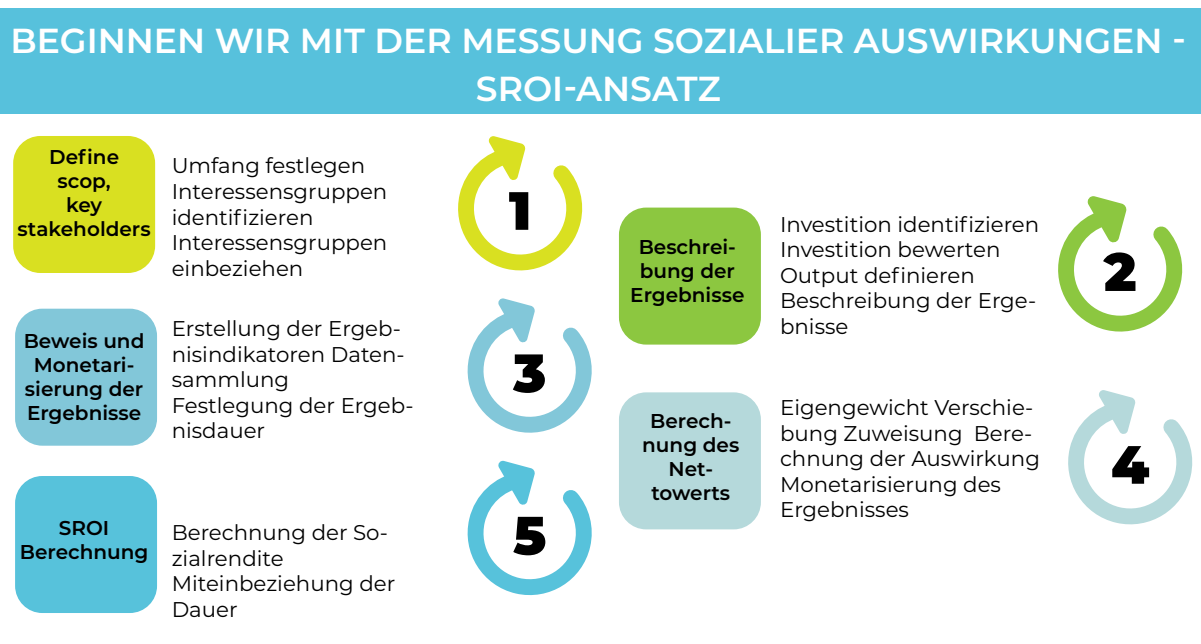 BEGINNEN WIR MIT DER MESSUNG SOZIALIER AUSWIRKUNGEN -
SROI-ANSATZ
Define
scop,
key
stakeholders
Umfang festlegen
Interessensgruppen
identifizieren
Interessensgruppen
einbeziehen
1
Beschrei-
bung der
Ergebnisse
Investition identifizieren
Investition bewerten
Output definieren
Beschreibung der Erge-
bnisse
2
Beweis und
Monetari-
sierung der
Ergebnisse
Erstellung der Ergeb-
nisindikatoren Daten-
sammlung
Festlegung der Ergeb-
nisdauer
3
Berech-
nung des
Net-
towerts
Eigengewicht Verschie-
bung Zuweisung  Bere-
chnung der Auswirkung
Monetarisierung des
Ergebnisses
4
SROI
Berechnung
Berechnung der So-
zialrendite
Miteinbeziehung der
Dauer
5